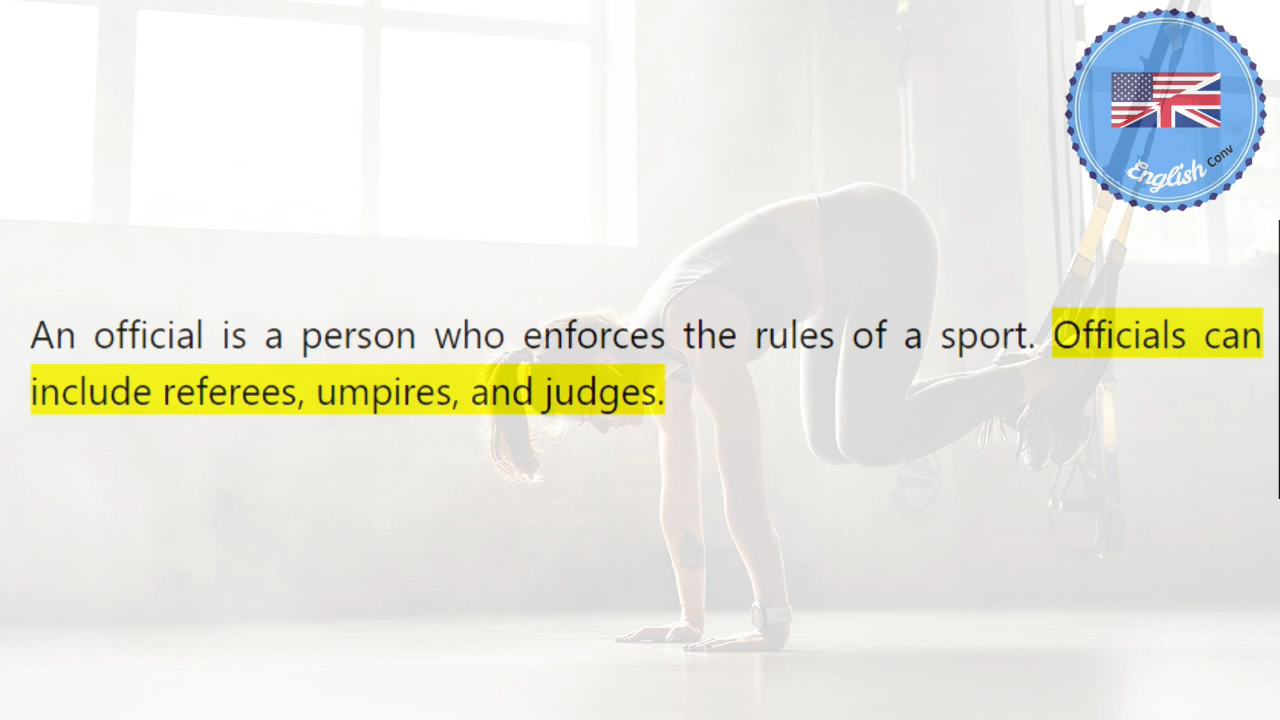 English Conv
An official is a person who enforces the rules of a sport. Officials can
include referees, umpires, and judges.